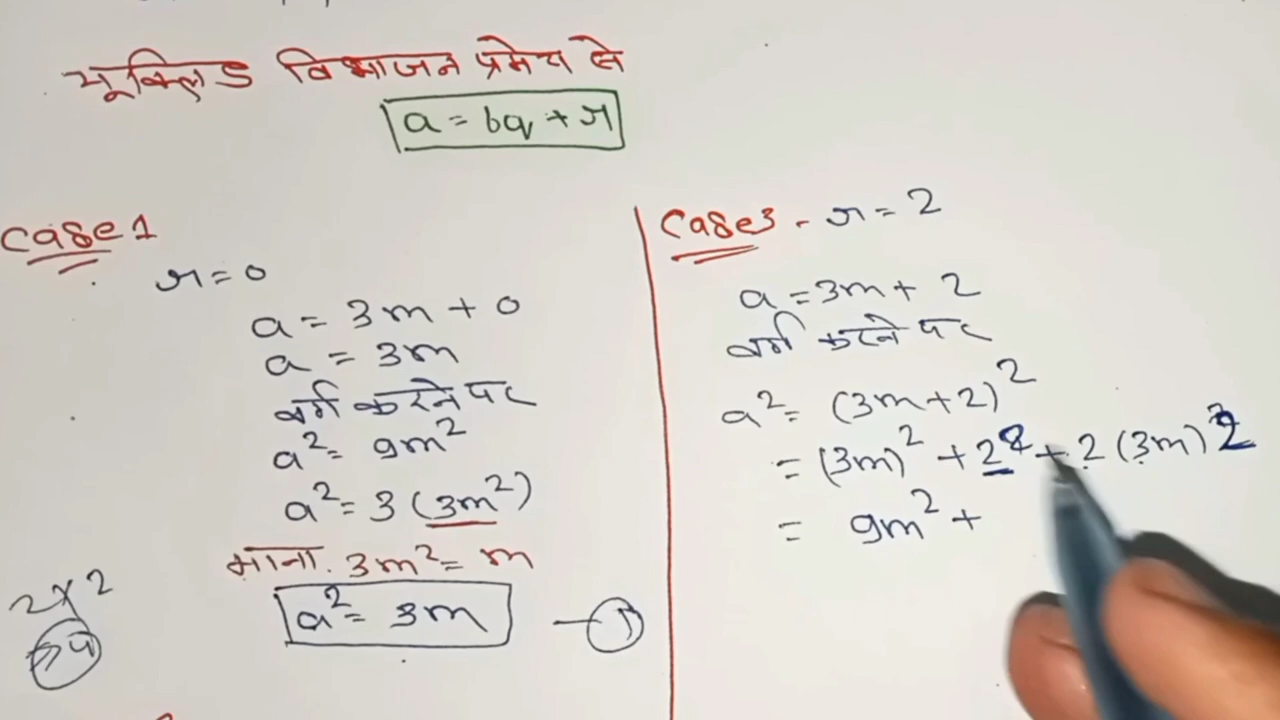 यूक्लिड विभाजन प्रमेय से
a = bq + r
Case 1
r = 0
a = 3m + 0
a = 3m
वर्ग करने पर
a² = 9m²
a² = 3 (3m²)
माना. 3m² = m
a² = 3m — ①
2 × 2
Case 3 - r = 2
a = 3m + 2
वर्ग करने पर
a² = (3m + 2)²
= (3m)² + 2² + 2 (3m) 2
= 9m² +